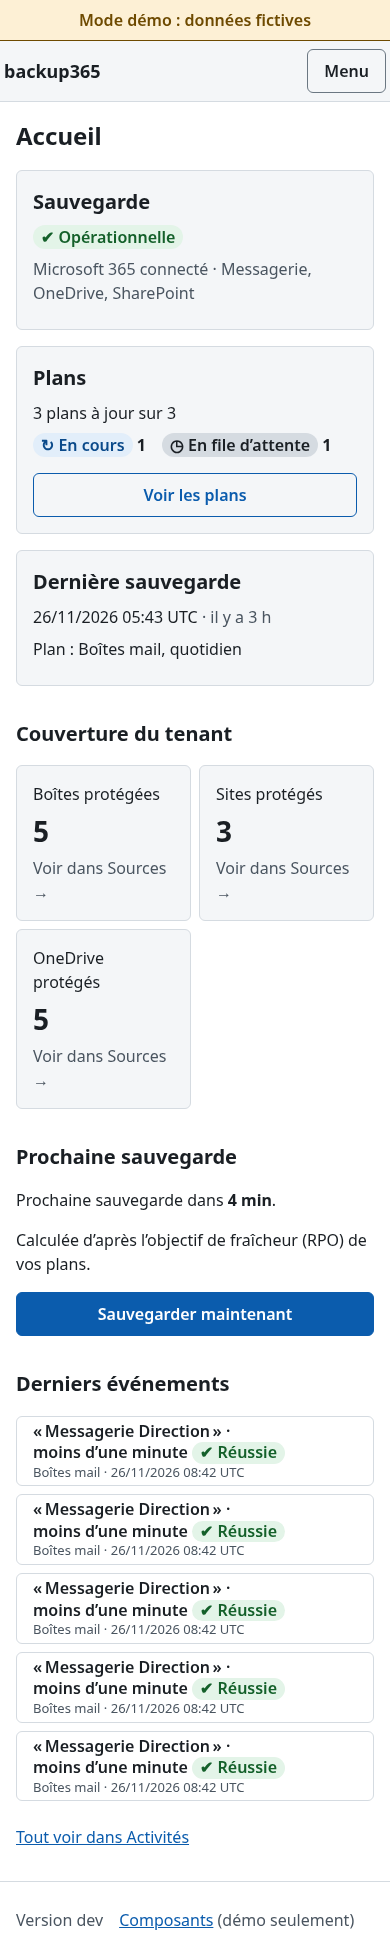 Mode démo : données fictives
backup365
Menu
Accueil
Sauvegarde
✔ Opérationnelle
Microsoft 365 connecté · Messagerie,
OneDrive, SharePoint
Plans
3 plans à jour sur 3
↻ En cours 1 ◷ En file d’attente 1
Voir les plans
Dernière sauvegarde
26/11/2026 05:43 UTC · il y a 3 h
Plan : Boîtes mail, quotidien
Couverture du tenant
Boîtes protégées
5
Voir dans Sources
→
Sites protégés
3
Voir dans Sources
→
OneDrive
protégés
5
Voir dans Sources
→
Prochaine sauvegarde
Prochaine sauvegarde dans 4 min.
Calculée d’après l’objectif de fraîcheur (RPO) de
vos plans.
Sauvegarder maintenant
Derniers événements
« Messagerie Direction » ·
moins d’une minute ✔ Réussie
Boîtes mail · 26/11/2026 08:42 UTC
« Messagerie Direction » ·
moins d’une minute ✔ Réussie
Boîtes mail · 26/11/2026 08:42 UTC
« Messagerie Direction » ·
moins d’une minute ✔ Réussie
Boîtes mail · 26/11/2026 08:42 UTC
« Messagerie Direction » ·
moins d’une minute ✔ Réussie
Boîtes mail · 26/11/2026 08:42 UTC
« Messagerie Direction » ·
moins d’une minute ✔ Réussie
Boîtes mail · 26/11/2026 08:42 UTC
Tout voir dans Activités
Version dev Composants (démo seulement)